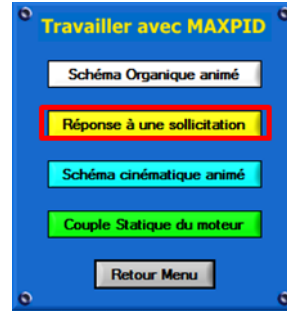 Travailler avec MAXPID
Schéma Organique animé
Réponse à une sollicitation
Schéma cinématique animé
Couple Statique du moteur
Retour Menu